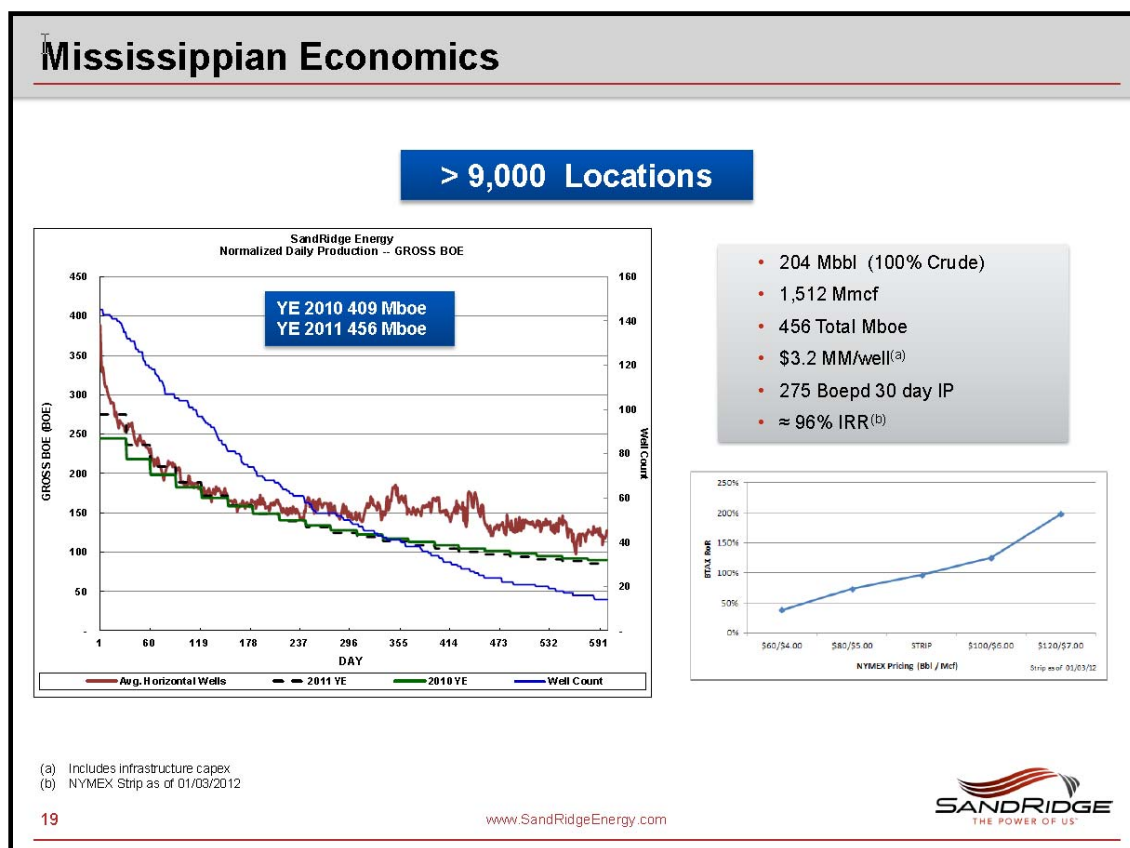 Mississippian Economics
> 9,000 Locations
SandRidge Energy
Normalized Daily Production -- GROSS BOE
YE 2010 409 Mboe
YE 2011 456 Mboe
GROSS BOE (BOE)
450
400
350
300
250
200
150
100
50
-
160
140
120
100
80
60
40
20
-
Well Count
1 60 119 178 237 296 355 414 473 532 591
DAY
Avg. Horizontal Wells 2011 YE 2010 YE Well Count
• 204 Mbbl (100% Crude)
• 1,512 Mmcf
• 456 Total Mboe
• $3.2 MM/well(a)
• 275 Boepd 30 day IP
• ≈ 96% IRR(b)
BTAX RoR
250%
200%
150%
100%
50%
0%
$60/$4.00 $80/$5.00 STRIP $100/$6.00 $120/$7.00
NYMEX Pricing (Bbl / Mcf)
Strip as of 01/03/12
(a) Includes infrastructure capex
(b) NYMEX Strip as of 01/03/2012
19
www.SandRidgeEnergy.com
SANDRIDGE
THE POWER OF US